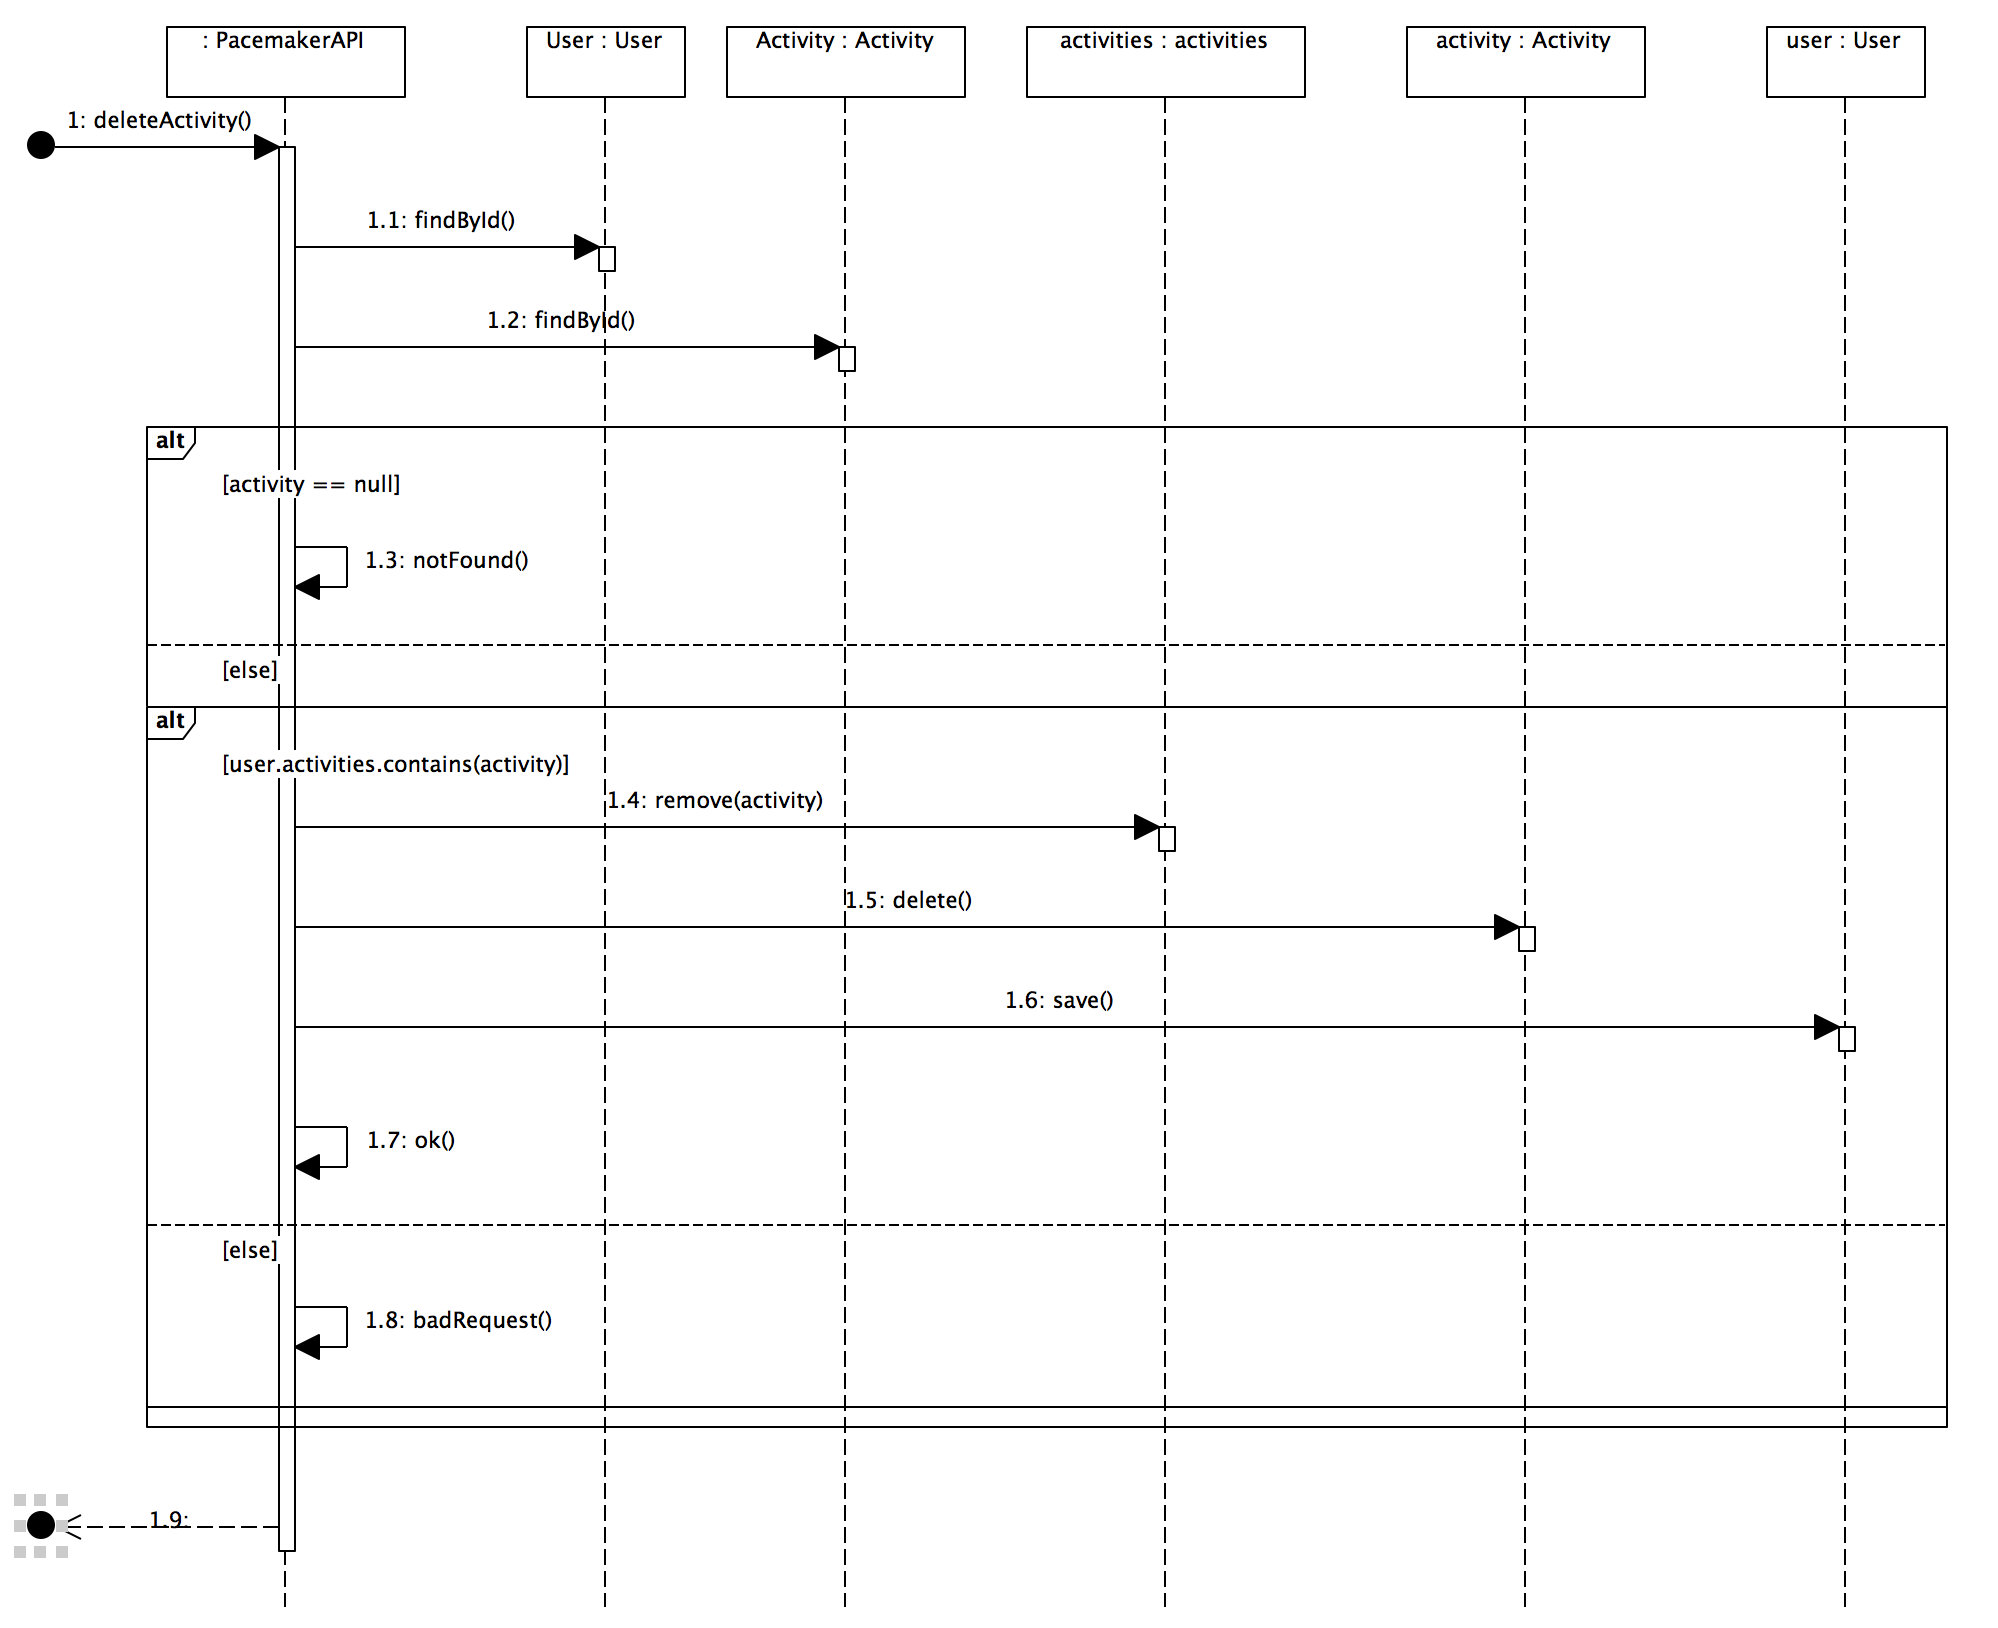 : PacemakerAPI
User : User
Activity : Activity
activities : activities
activity : Activity
user : User
1: deleteActivity()
1.1: findById()
1.2: findById()
alt
[activity == null]
1.3: notFound()
[else]
alt
[user.activities.contains(activity)]
1.4: remove(activity)
1.5: delete()
1.6: save()
1.7: ok()
[else]
1.8: badRequest()
1.9: